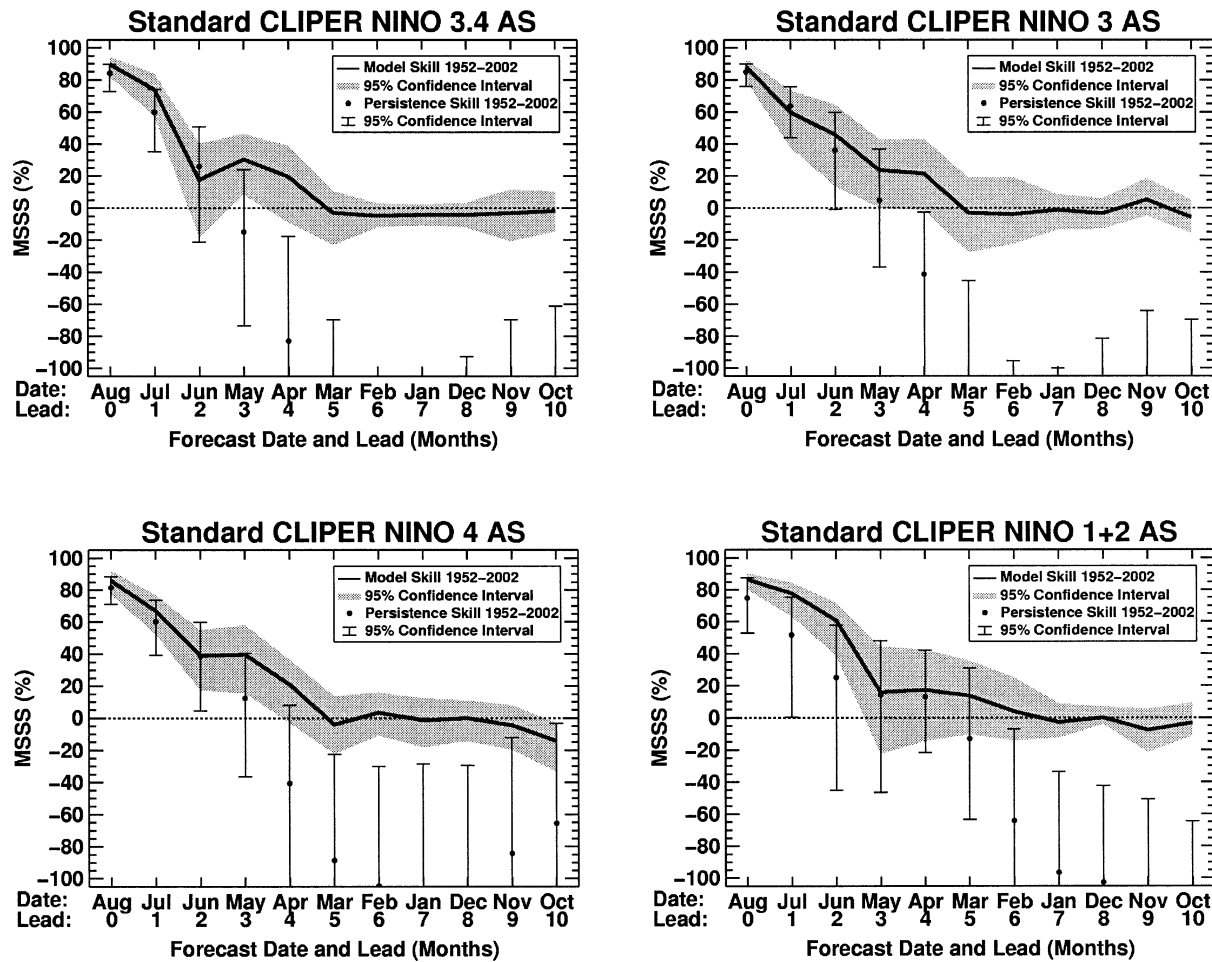 Standard CLIPER NINO 3.4 AS
MSSS (%)
100
80
60
40
20
0
−20
−40
−60
−80
−100
Model Skill 1952−2002
95% Confidence Interval
Persistence Skill 1952−2002
95% Confidence Interval
Date: Aug Jul Jun May Apr Mar Feb Jan Dec Nov Oct
Lead: 0 1 2 3 4 5 6 7 8 9 10
Forecast Date and Lead (Months)
Standard CLIPER NINO 3 AS
MSSS (%)
100
80
60
40
20
0
−20
−40
−60
−80
−100
Model Skill 1952−2002
95% Confidence Interval
Persistence Skill 1952−2002
95% Confidence Interval
Date: Aug Jul Jun May Apr Mar Feb Jan Dec Nov Oct
Lead: 0 1 2 3 4 5 6 7 8 9 10
Forecast Date and Lead (Months)
Standard CLIPER NINO 4 AS
MSSS (%)
100
80
60
40
20
0
−20
−40
−60
−80
−100
Model Skill 1952−2002
95% Confidence Interval
Persistence Skill 1952−2002
95% Confidence Interval
Date: Aug Jul Jun May Apr Mar Feb Jan Dec Nov Oct
Lead: 0 1 2 3 4 5 6 7 8 9 10
Forecast Date and Lead (Months)
Standard CLIPER NINO 1+2 AS
MSSS (%)
100
80
60
40
20
0
−20
−40
−60
−80
−100
Model Skill 1952−2002
95% Confidence Interval
Persistence Skill 1952−2002
95% Confidence Interval
Date: Aug Jul Jun May Apr Mar Feb Jan Dec Nov Oct
Lead: 0 1 2 3 4 5 6 7 8 9 10
Forecast Date and Lead (Months)